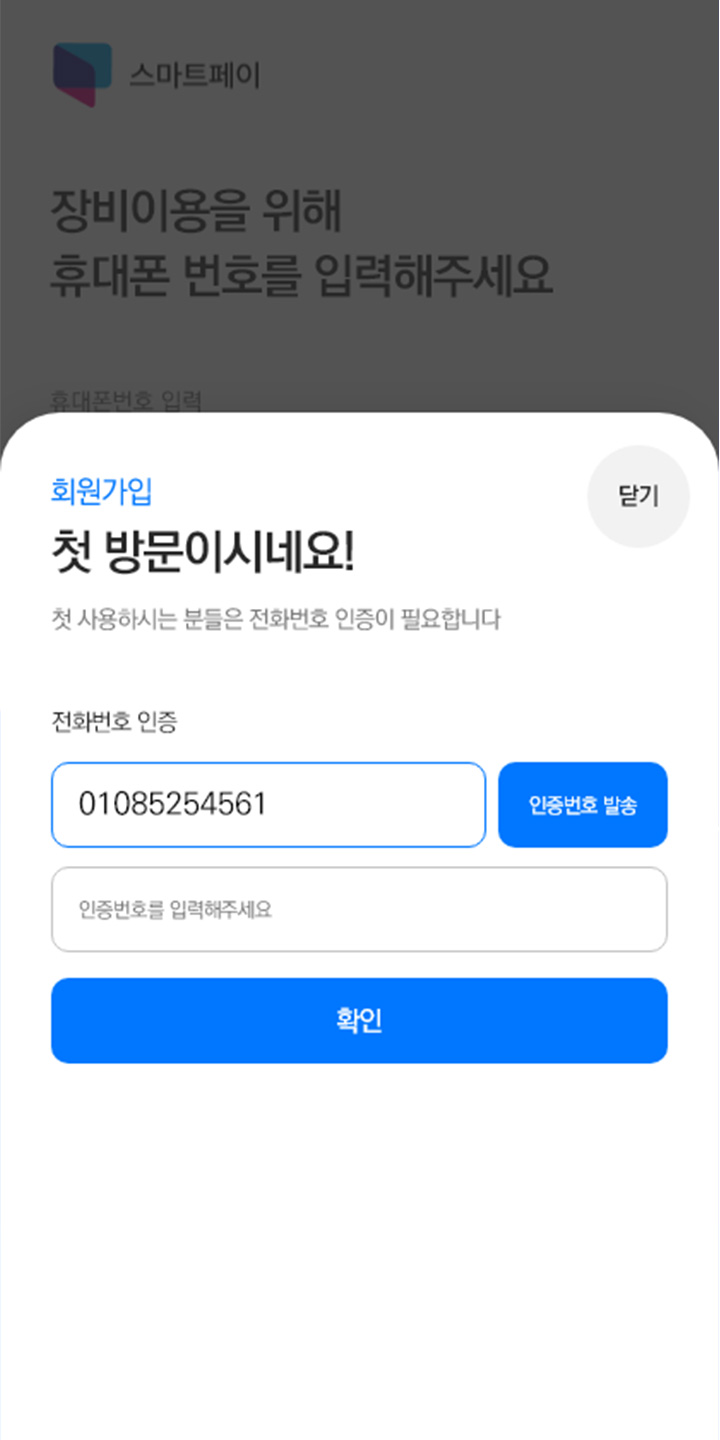 스마트페이
장비이용을 위해
휴대폰 번호를 입력해주세요
휴대폰번호 입력
회원가입
닫기
첫 방문이시네요!
첫 사용하시는 분들은 전화번호 인증이 필요합니다
전화번호 인증
01085254561
인증번호 발송
인증번호를 입력해주세요
확인